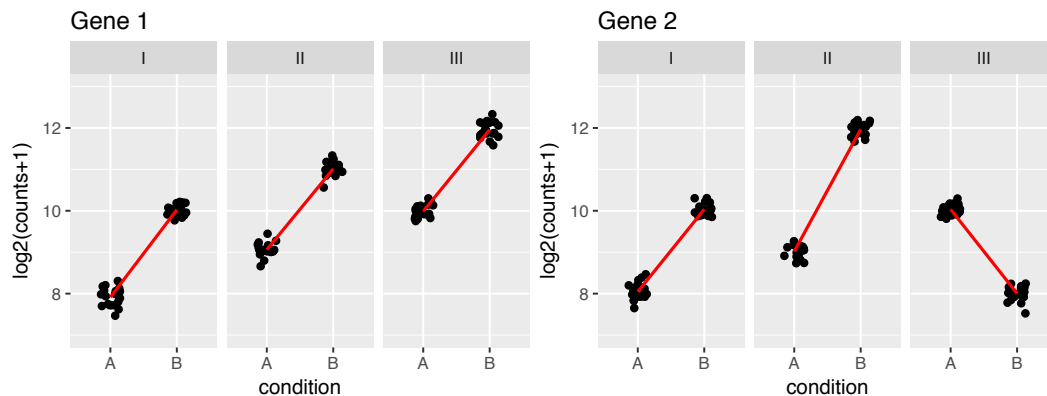 Gene 1
I II III
log2(counts+1)
12
10
8
A B A B A B
condition
Gene 2
I II III
log2(counts+1)
12
10
8
A B A B A B
condition